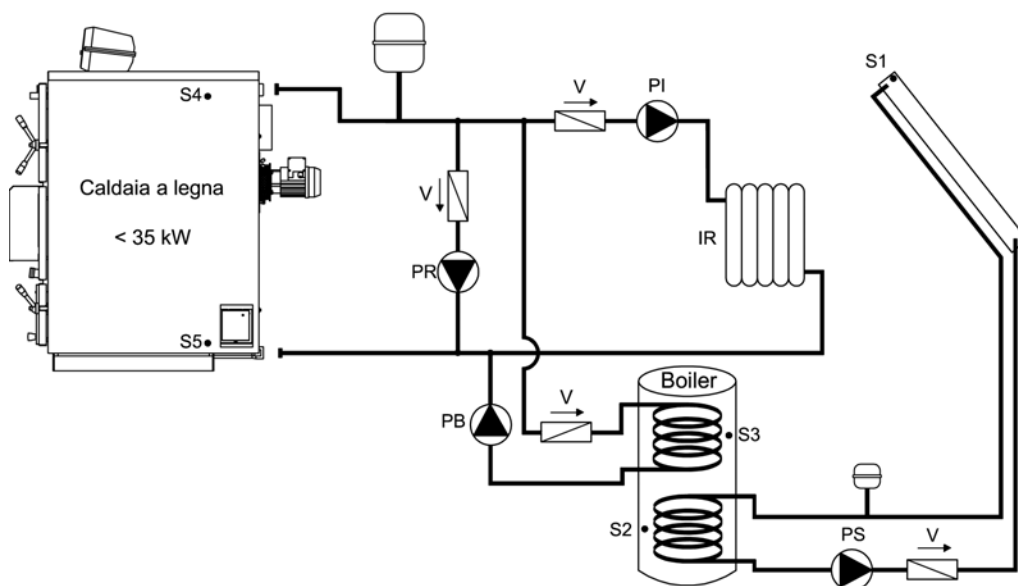 S4
Caldaia a legna
< 35 kW
S5
V
PR
V
PI
IR
S1
PB
V
Boiler
S3
S2
PS
V